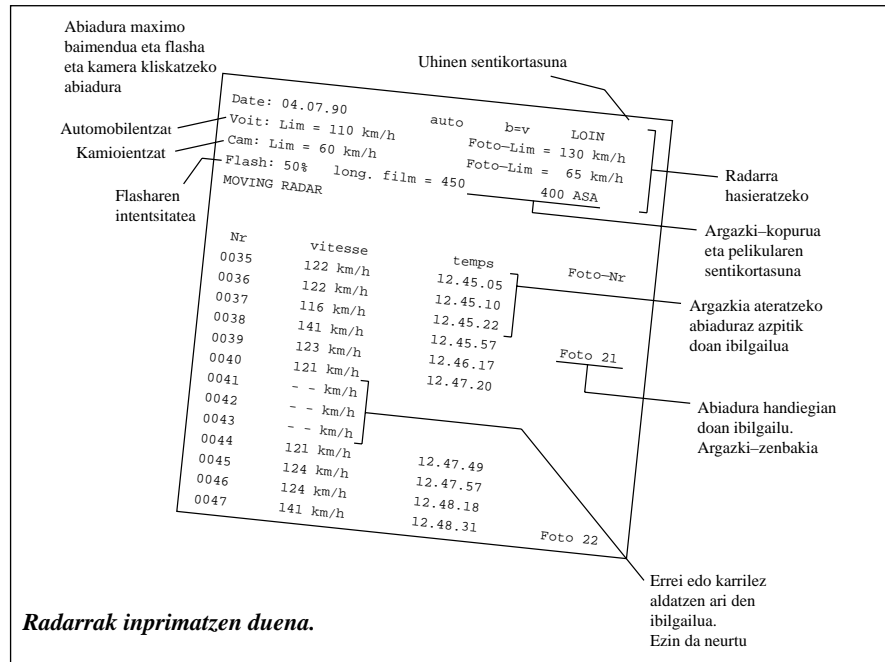 Abiadura maximo
baimendua eta flasha
eta kamera kliskatzeko
abiadura
Uhinen sentikortasuna
Automobilentzat
Kamioientzat
Flasharen
intentsitatea
Date: 04.07.90 auto b=v LOIN
Voit: Lim = 110 km/h Foto–Lim = 130 km/h
Cam: Lim = 60 km/h Foto–Lim = 65 km/h
Flash: 50% long. film = 450 400 ASA
MOVING RADAR
Radarra
hasieratzeko
Argazki–kopurua
eta pelikularen
sentikortasuna
Nr vitesse temps Foto–Nr
0035 122 km/h 12.45.05
0036 122 km/h 12.45.10
0037 116 km/h 12.45.22
0038 141 km/h 12.45.57 Foto 21
0039 123 km/h 12.46.17
0040 121 km/h 12.47.20
0041 - - km/h
0042 - - km/h
0043 - - km/h
0044 121 km/h 12.47.49
0045 124 km/h 12.47.57
0046 124 km/h 12.48.18
0047 141 km/h 12.48.31 Foto 22
Argazkia ateratzeko
abiaduraz azpitik
doan ibilgailua
Abiadura handiegian
doan ibilgailu.
Argazki–zenbakia
Errei edo karrilez
aldatzen ari den
ibilgailua.
Ezin da neurtu
Radarrak inprimatzen duena.